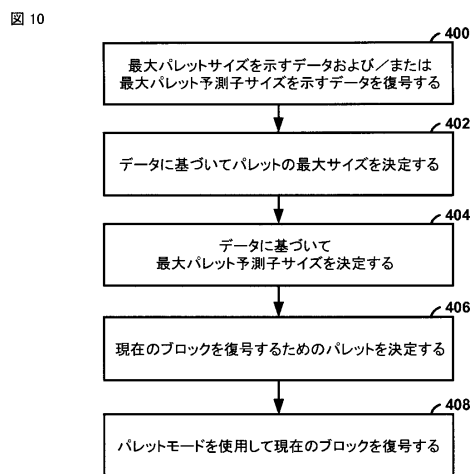 図 10
400
最大パレットサイズを示すデータおよび／または
最大パレット予測子サイズを示すデータを復号する
402
データに基づいてパレットの最大サイズを決定する
404
データに基づいて
最大パレット予測子サイズを決定する
406
現在のブロックを復号するためのパレットを決定する
408
パレットモードを使用して現在のブロックを復号する